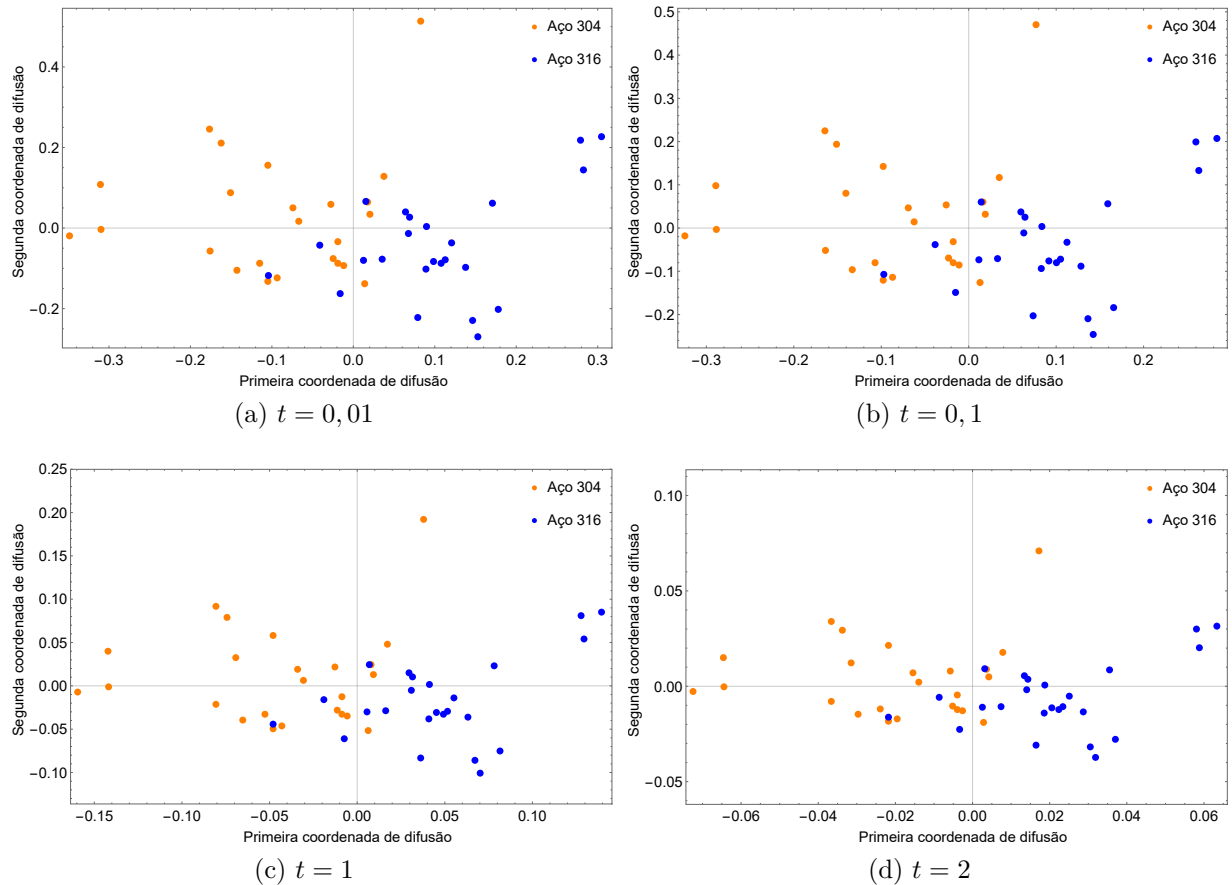 Aço 304
Aço 316
Segunda coordenada de difusão
0.4
0.2
0.0
−0.2
−0.3
−0.2
−0.1
0.0
0.1
0.2
0.3
Primeira coordenada de difusão
(a) t = 0, 01
Aço 304
Aço 316
Segunda coordenada de difusão
0.5
0.4
0.3
0.2
0.1
0.0
−0.1
−0.2
−0.3
−0.2
−0.1
0.0
0.1
0.2
Primeira coordenada de difusão
(b) t = 0, 1
Aço 304
Aço 316
Segunda coordenada de difusão
0.25
0.20
0.15
0.10
0.05
0.00
−0.05
−0.10
−0.15
−0.10
−0.05
0.00
0.05
0.10
Primeira coordenada de difusão
(c) t = 1
Aço 304
Aço 316
Segunda coordenada de difusão
0.10
0.05
0.00
−0.05
−0.06
−0.04
−0.02
0.00
0.02
0.04
0.06
Primeira coordenada de difusão
(d) t = 2